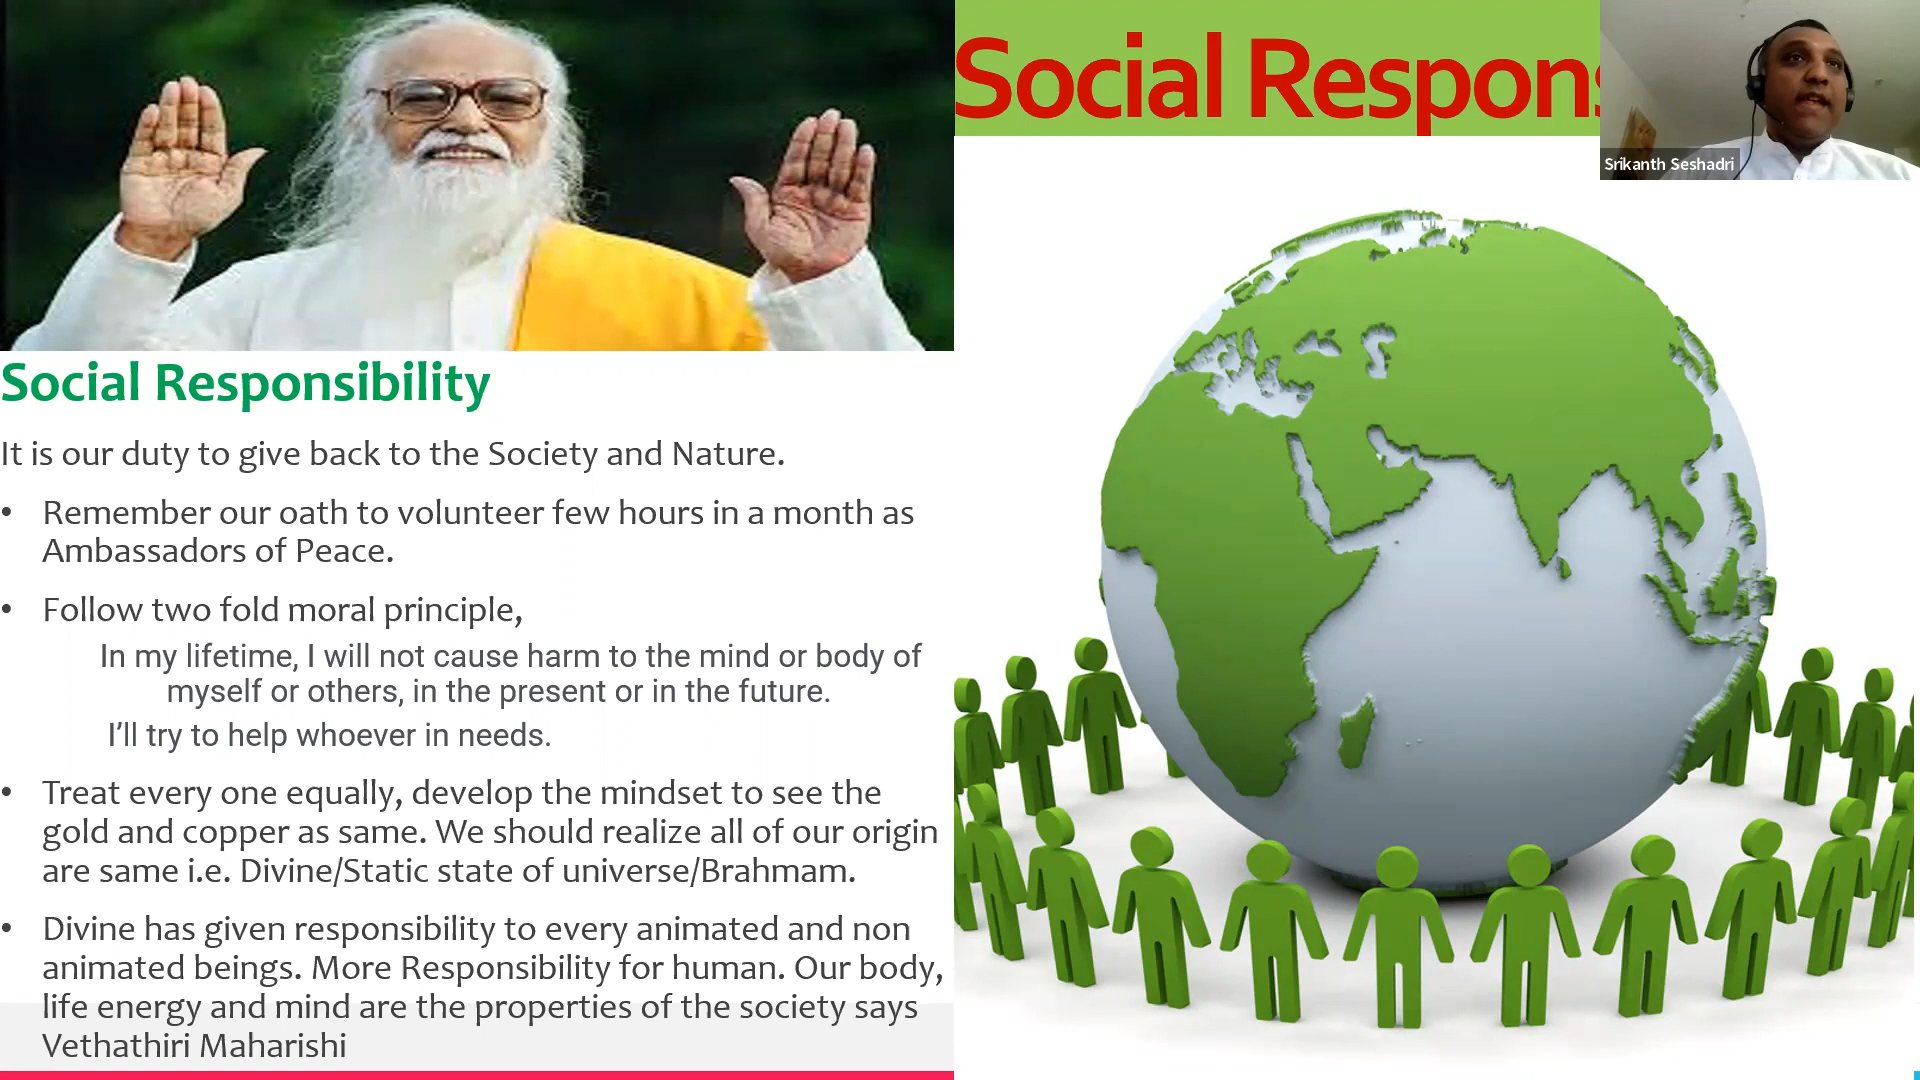 Social Respons
Srikanth Seshadri
Social Responsibility
It is our duty to give back to the Society and Nature.
• Remember our oath to volunteer few hours in a month as
Ambassadors of Peace.
• Follow two fold moral principle,
In my lifetime, I will not cause harm to the mind or body of
myself or others, in the present or in the future.
I’ll try to help whoever in needs.
• Treat every one equally, develop the mindset to see the
gold and copper as same. We should realize all of our origin
are same i.e. Divine/Static state of universe/Brahmam.
• Divine has given responsibility to every animated and non
animated beings. More Responsibility for human. Our body,
life energy and mind are the properties of the society says
Vethathiri Maharishi